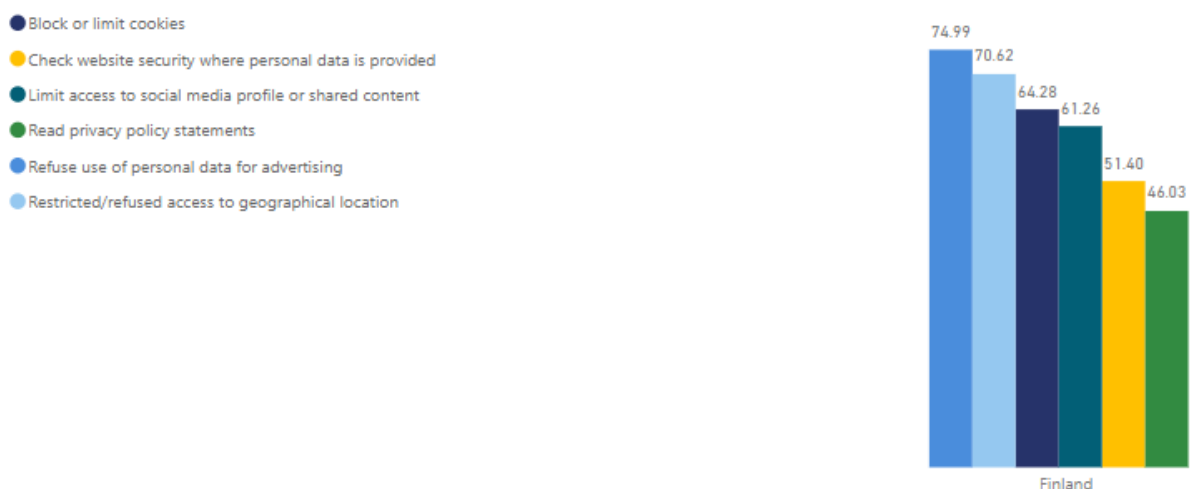 Block or limit cookies
Check website security where personal data is provided
Limit access to social media profile or shared content
Read privacy policy statements
Refuse use of personal data for advertising
Restricted/refused access to geographical location
74.99
70.62
64.28
61.26
51.40
46.03
Finland